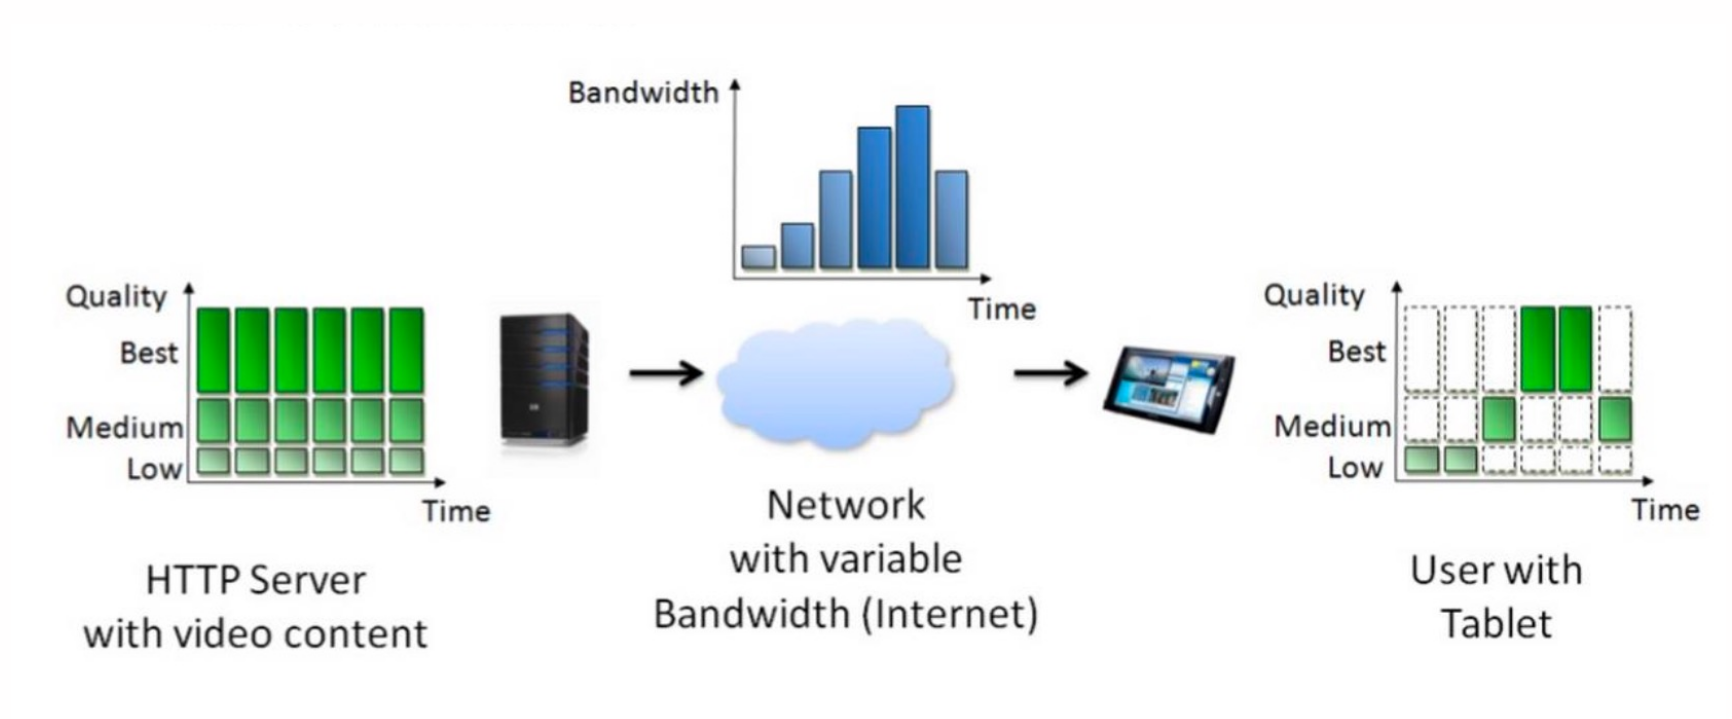 Bandwidth
Time
Quality
Best
Medium
Low
Time
HTTP Server
with video content
Network
with variable
Bandwidth (Internet)
Quality
Best
Medium
Low
Time
User with
Tablet